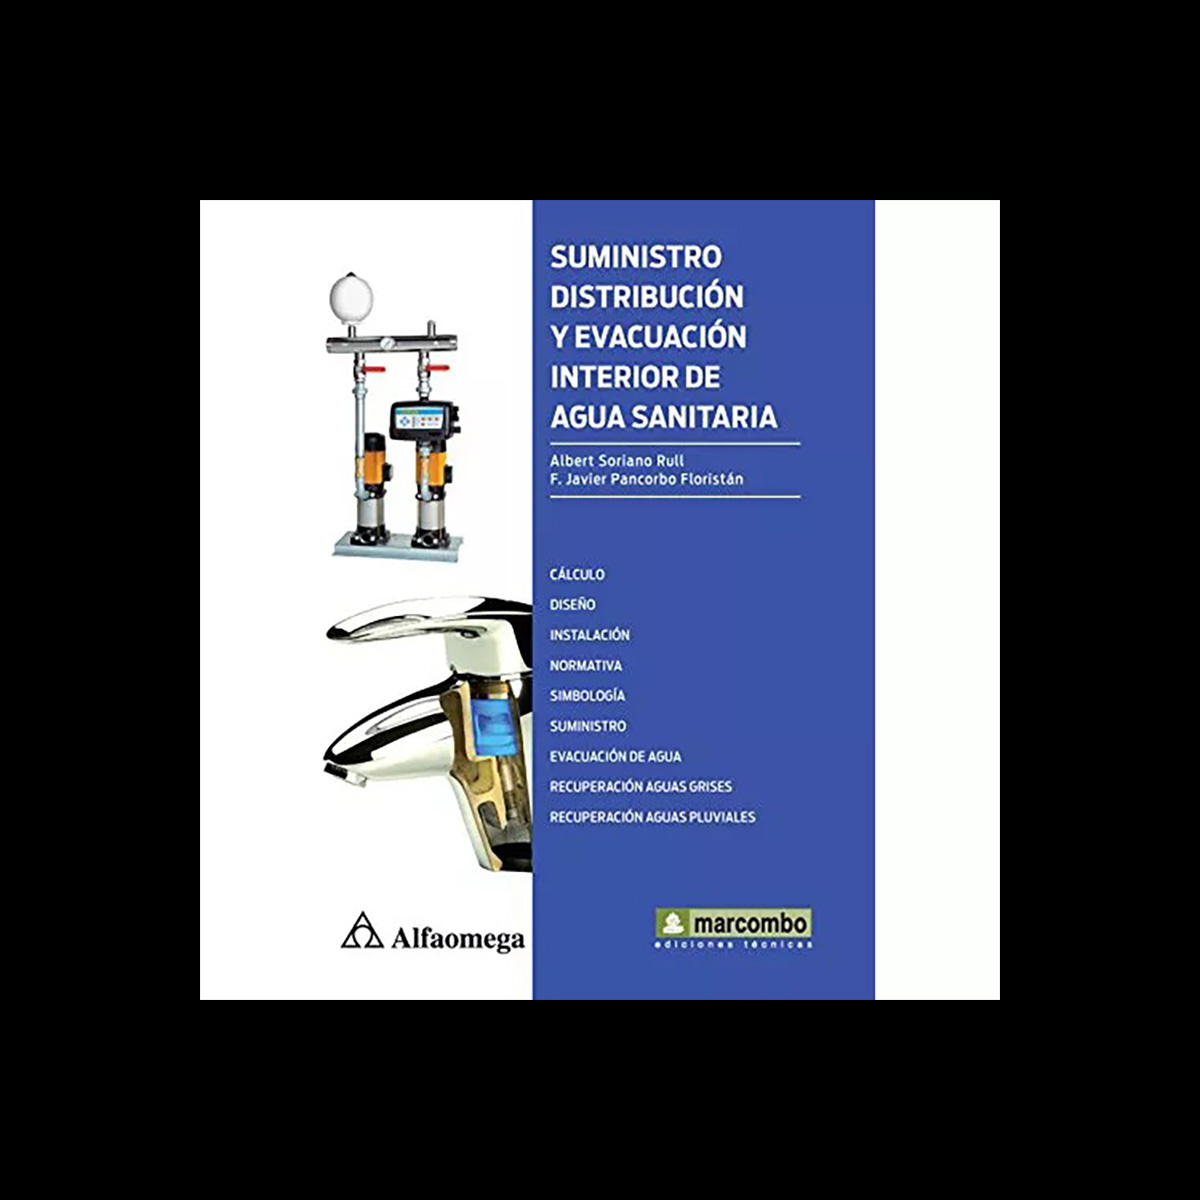 SUMINISTRO
DISTRIBUCIÓN
Y EVACUACIÓN
INTERIOR DE
AGUA SANITARIA
Albert Soriano Rull
F. Javier Pancorbo Floristán
CÁLCULO
DISEÑO
INSTALACIÓN
NORMATIVA
SIMBOLOGÍA
SUMINISTRO
EVACUACIÓN DE AGUA
RECUPERACIÓN AGUAS GRISES
RECUPERACIÓN AGUAS PLUVIALES
Alfaomega
marcombo
ediciones técnicas